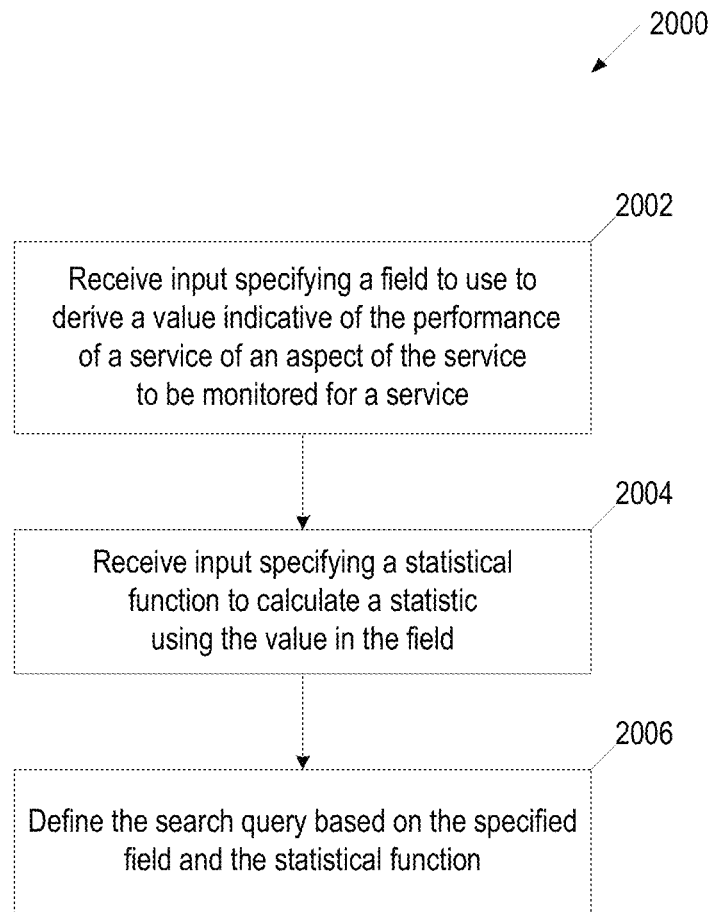 2000
2002
Receive input specifying a field to use to
derive a value indicative of the performance
of a service of an aspect of the service
to be monitored for a service
2004
Receive input specifying a statistical
function to calculate a statistic
using the value in the field
2006
Define the search query based on the specified
field and the statistical function